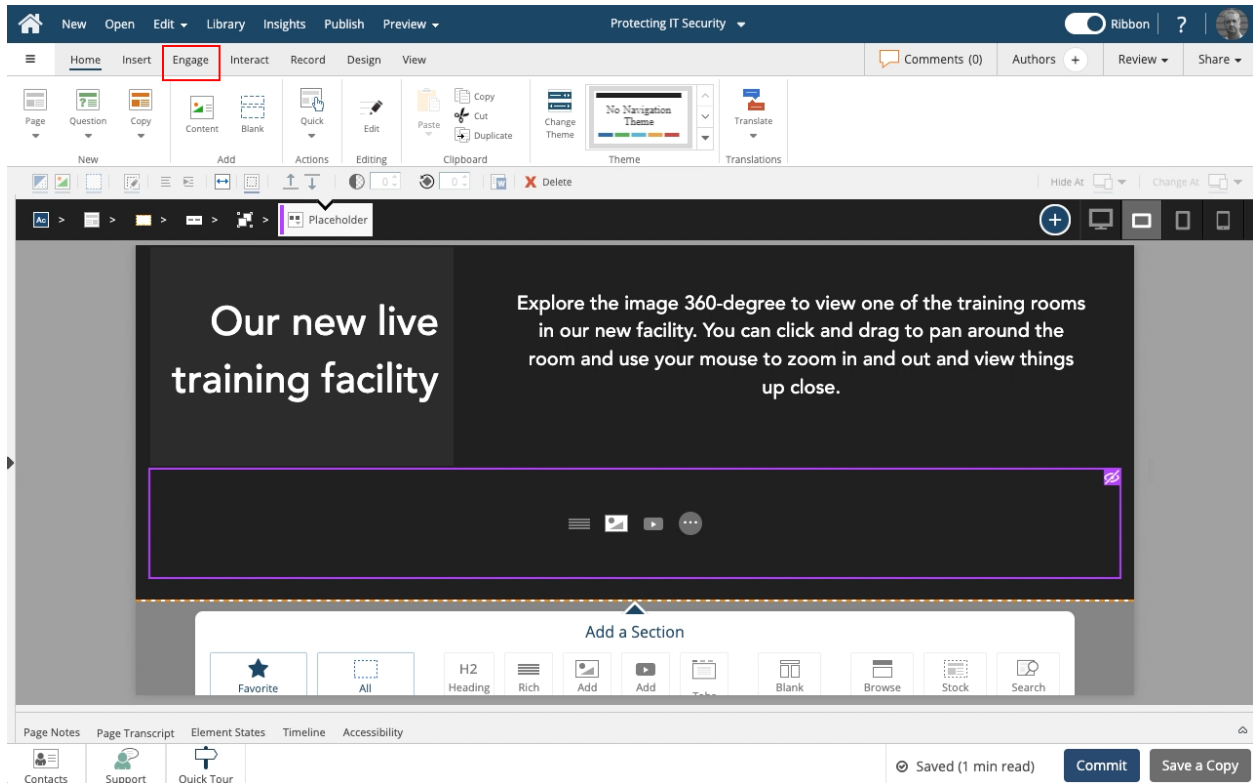 New Open Edit Library Insights Publish Preview Protecting IT Security Ribbon ?
Home Insert Engage Interact Record Design View Comments (0) Authors + Review Share
Page Question Copy Content Blank Quick Edit Paste Copy Cut Duplicate Change Theme No Navigation Theme Translate
New Add Actions Editing Clipboard Theme Translations
0 0 Delete Hide At Change At
Ac > > > > > Placeholder
Our new live
training facility
Explore the image 360-degree to view one of the training rooms
in our new facility. You can click and drag to pan around the
room and use your mouse to zoom in and out and view things
up close.
Add a Section
H2
Favorite All Heading Rich Add Add Tabs Blank Browse Stock Search
Page Notes Page Transcript Element States Timeline Accessibility
Contacts Support Quick Tour Saved (1 min read) Commit Save a Copy